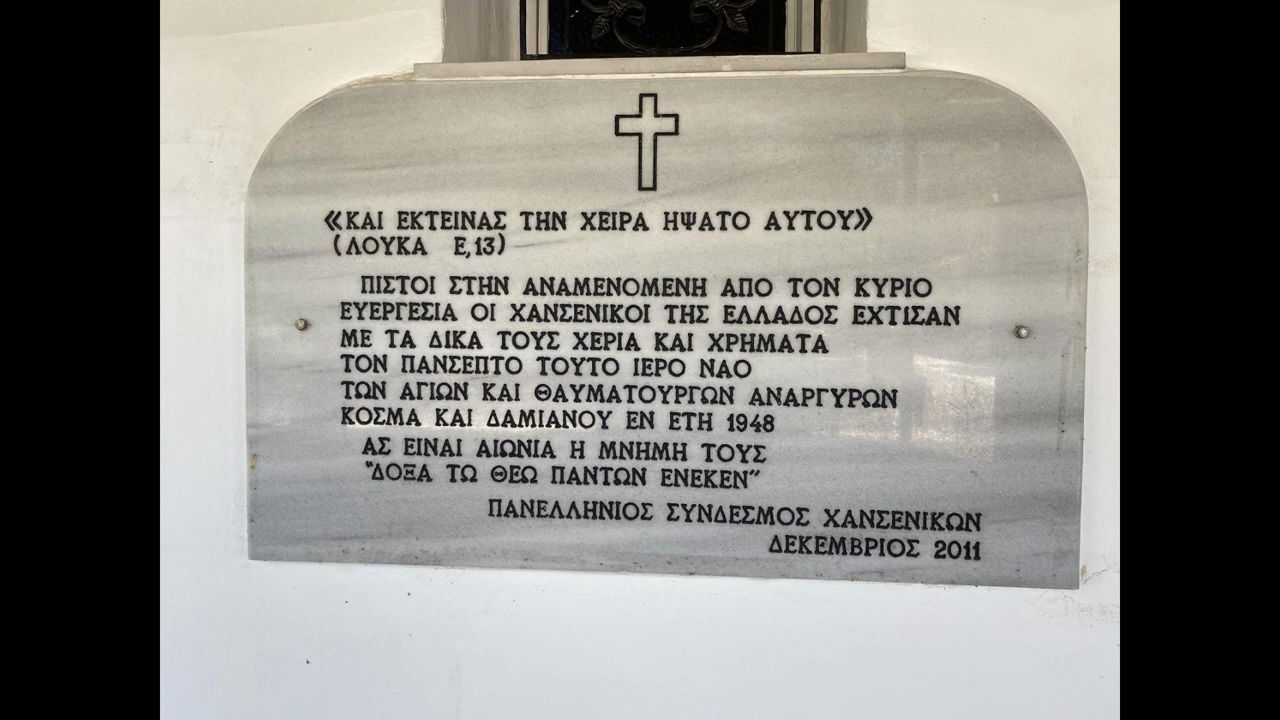 《ΚΑΙ ΕΚΤΕΙΝΑΣ ΤΗΝ ΧΕΙΡΑ ΗΨΑΤΟ ΑΥΤΟΥ》
(ΛΟΥΚΑ Ε,13)
ΠΙΣΤΟΙ ΣΤΗΝ ΑΝΑΜΕΝΟΜΕΝΗ ΑΠΟ ΤΟΝ ΚΥΡΙΟ
ΕΥΕΡΓΕΣΙΑ ΟΙ ΧΑΝΣΕΝΙΚΟΙ ΤΗΣ ΕΛΛΑΔΟΣ ΕΧΤΙΣΑΝ
ΜΕ ΤΑ ΔΙΚΑ ΤΟΥΣ ΧΕΡΙΑ ΚΑΙ ΧΡΗΜΑΤΑ
ΤΟΝ ΠΑΝΣΕΠΤΟ ΤΟΥΤΟ ΙΕΡΟ ΝΑΟ
ΤΩΝ ΑΓΙΩΝ ΚΑΙ ΘΑΥΜΑΤΟΥΡΓΩΝ ΑΝΑΡΓΥΡΩΝ
ΚΟΣΜΑ ΚΑΙ ΔΑΜΙΑΝΟΥ ΕΝ ΕΤΗ 1948
ΑΣ ΕΙΝΑΙ ΑΙΩΝΙΑ Η ΜΝΗΜΗ ΤΟΥΣ
"ΔΟΞΑ ΤΩ ΘΕΩ ΠΑΝΤΩΝ ΕΝΕΚΕΝ"
ΠΑΝΕΛΛΗΝΙΟΣ ΣΥΝΔΕΣΜΟΣ ΧΑΝΣΕΝΙΚΩΝ
ΔΕΚΕΜΒΡΙΟΣ 2011